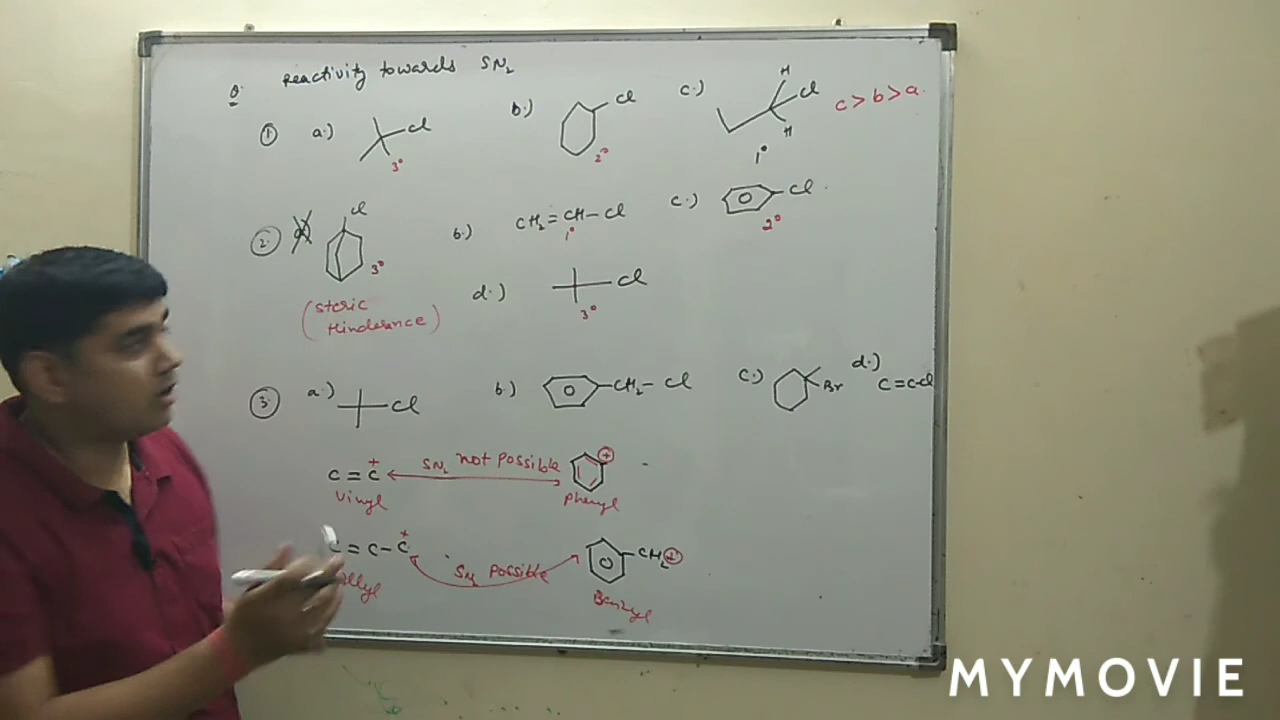 Q. Reactivity towards SN2
① a.) Cl 3° b.) Cl 2° c.) H Cl H 1° c > b > a.
② a) Cl 3° b.) CH2=CH-Cl 1° c.) Cl 2°
(Steric Hinderance) d.) Cl 3°
③ a.) Cl b.) CH2-Cl c.) Br d.) C=C-Cl
C=C+ SN2 not possible +
Vinyl Phenyl
C=C-C+ SN2 Possible CH2+
Allyl Benzyl
MYMOVIE